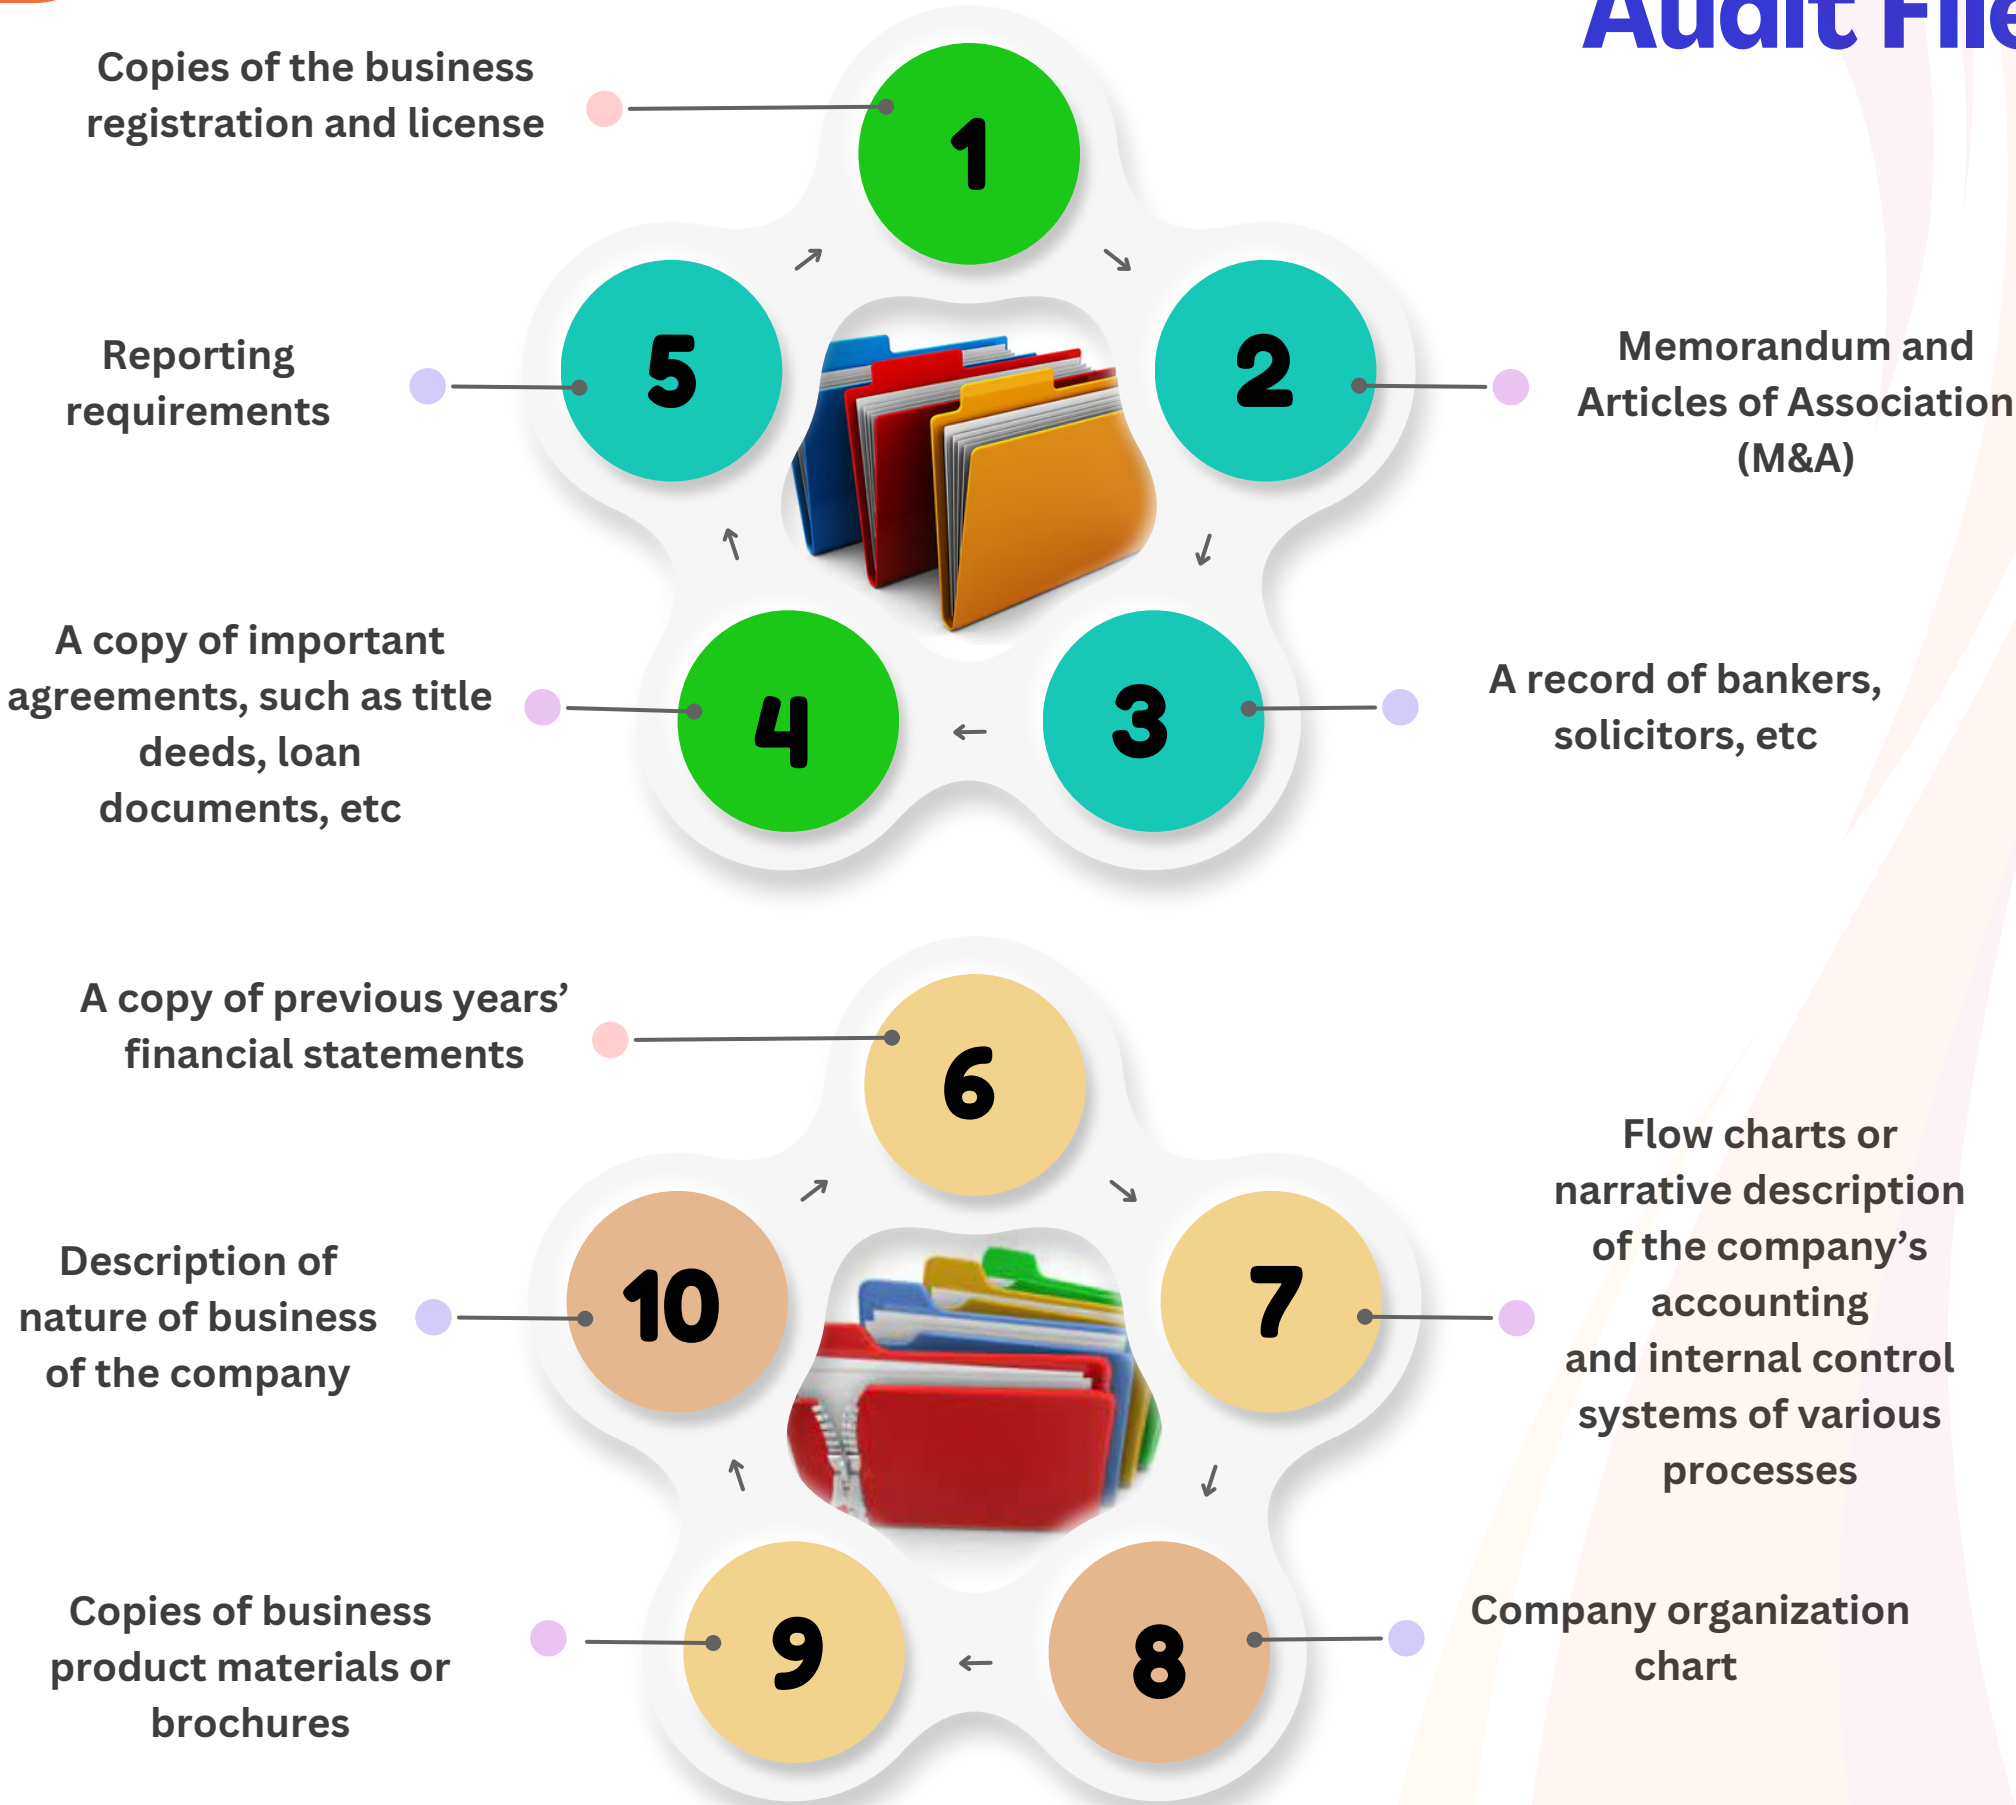 Audit File
Copies of the business
registration and license
1
5
2
Reporting
requirements
Memorandum and
Articles of Association
(M&A)
A copy of important
agreements, such as title
deeds, loan
documents, etc
4
3
A record of bankers,
solicitors, etc
A copy of previous years’
financial statements
6
Flow charts or
narrative description
of the company’s
accounting
and internal control
systems of various
processes
Description of
nature of business
of the company
10
7
Copies of business
product materials or
brochures
9
8
Company organization
chart